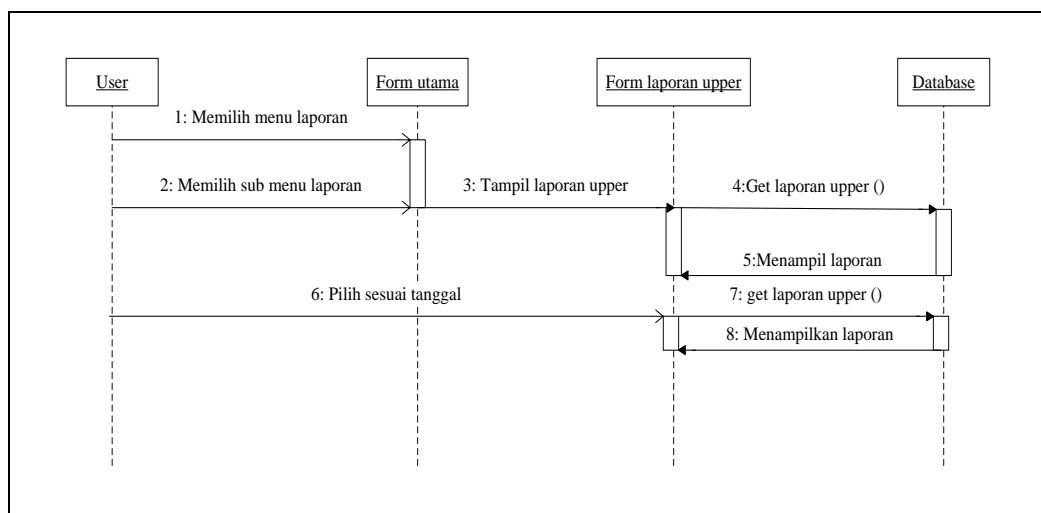 User
Form utama
Form laporan upper
Database
1: Memilih menu laporan
2: Memilih sub menu laporan
3: Tampil laporan upper
4:Get laporan upper ()
5:Menampil laporan
6: Pilih sesuai tanggal
7: get laporan upper ()
8: Menampilkan laporan